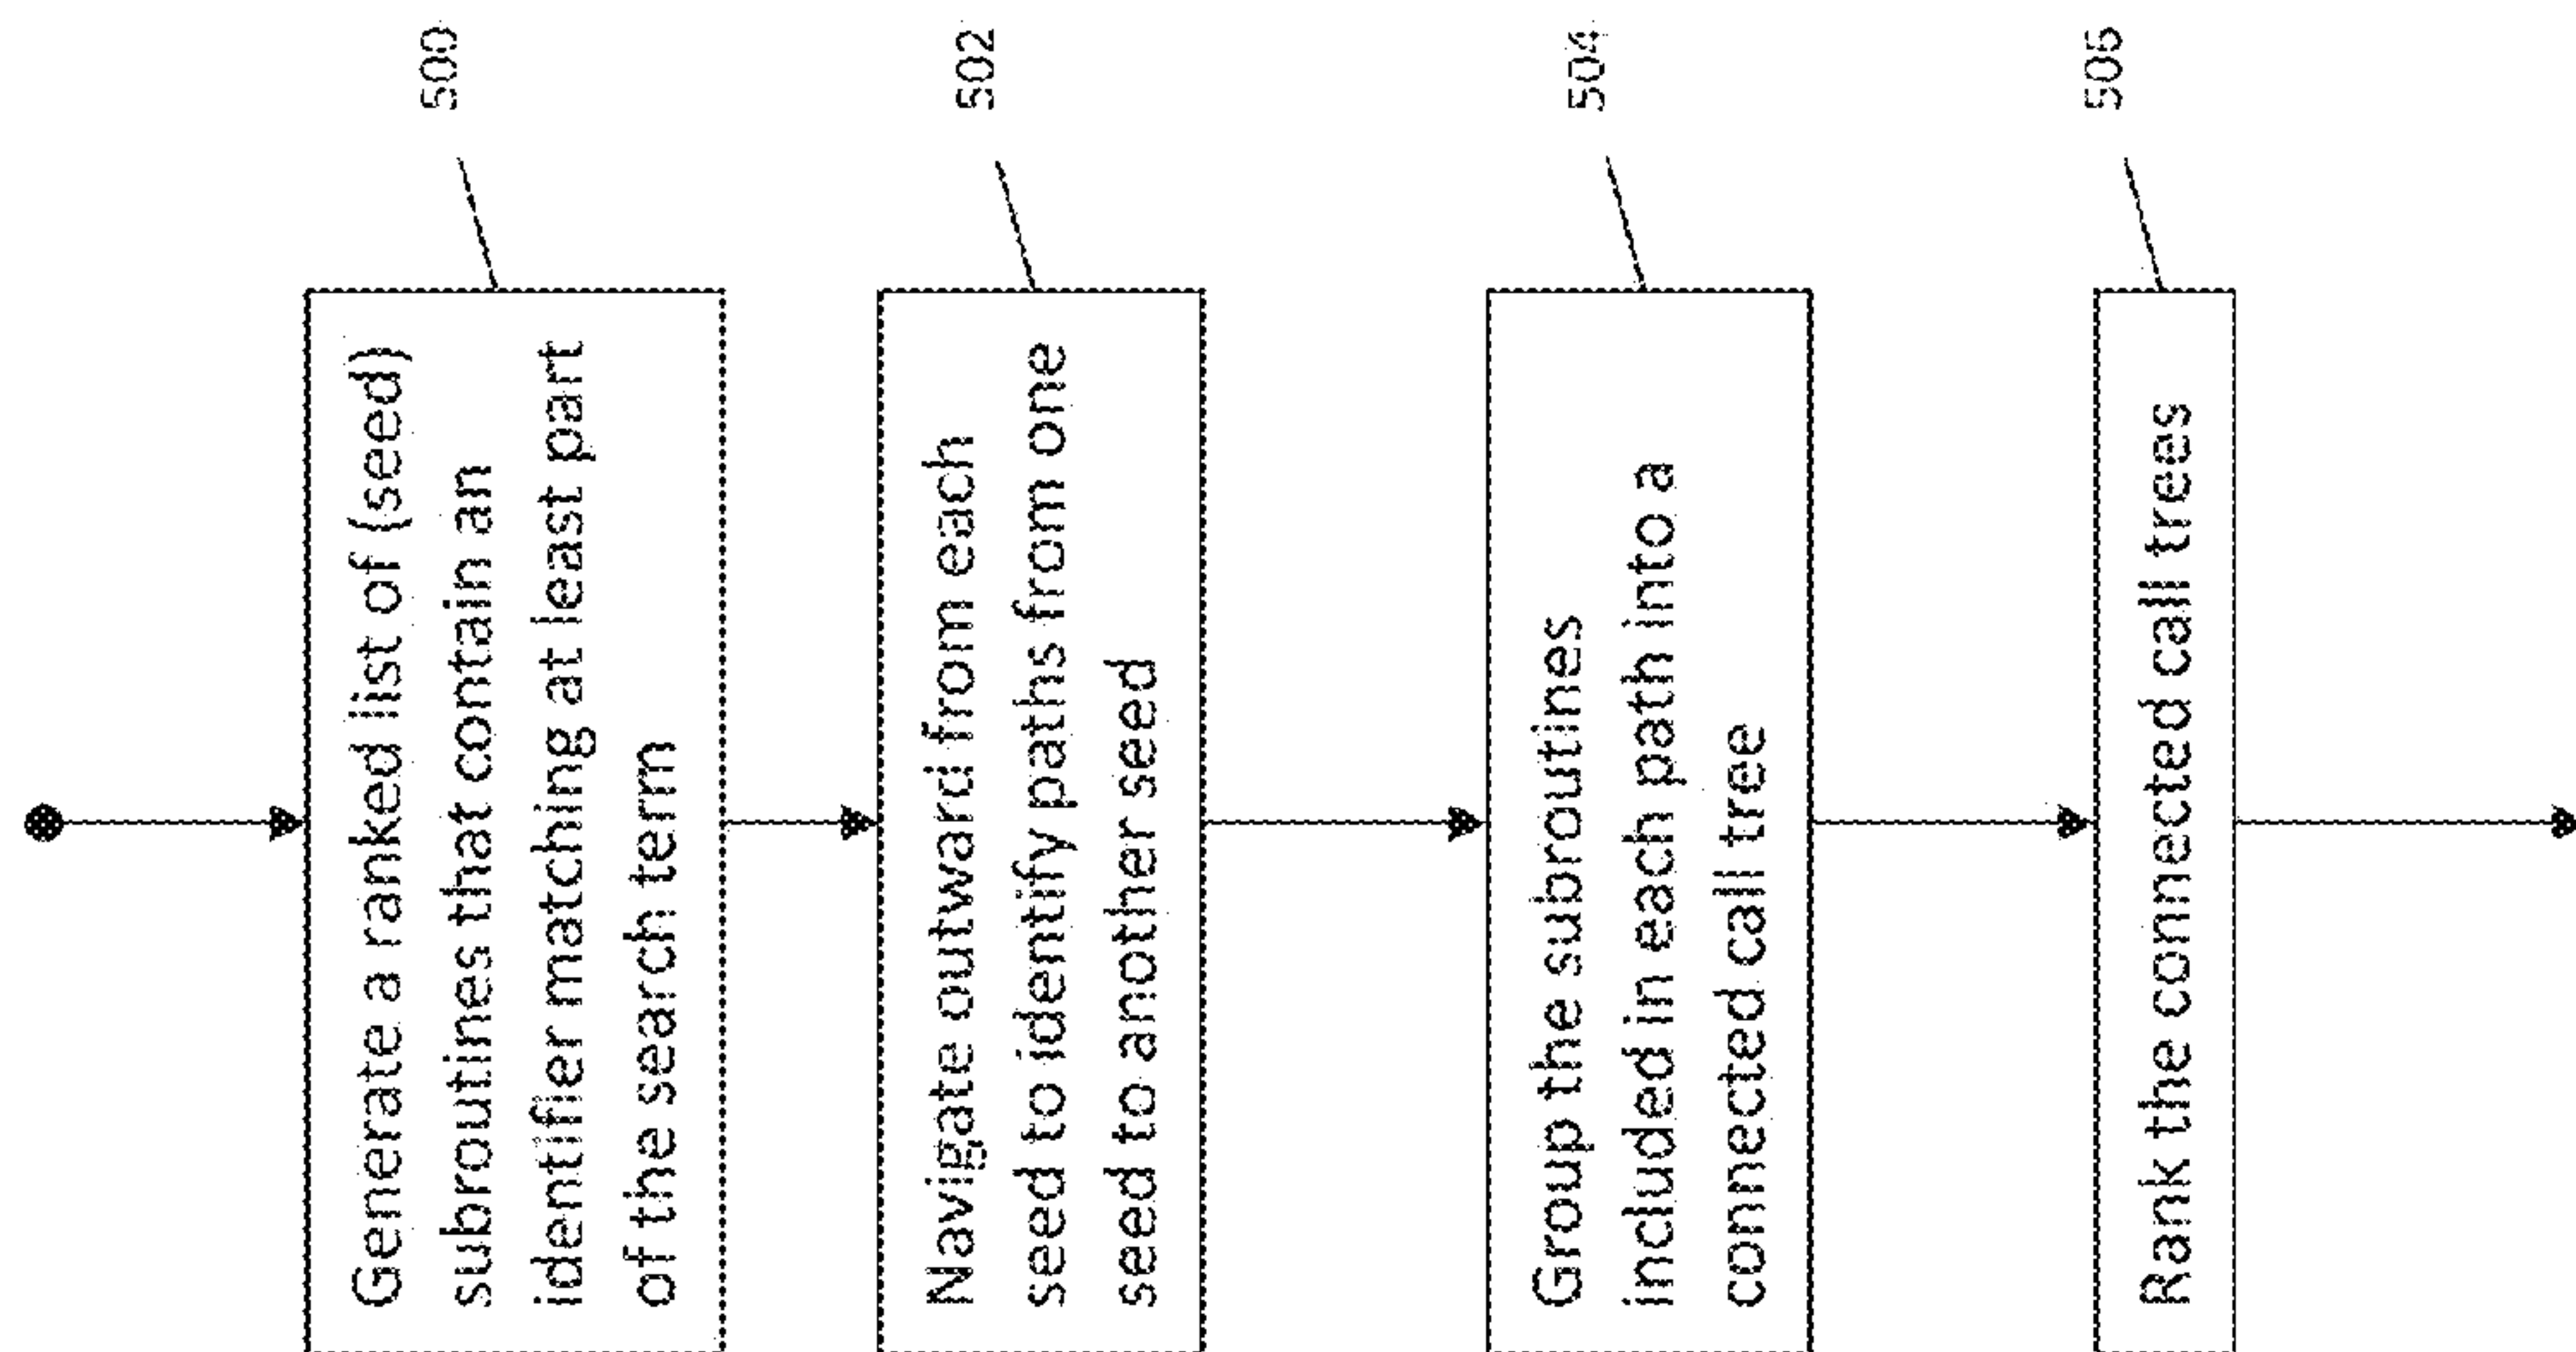 500
Generate a ranked list of (seed)
subroutines that contain an
identifier matching at least part
of the search term
502
Navigate outward from each
seed to identify paths from one
seed to another seed
504
Group the subroutines
included in each path into a
connected call tree
506
Rank the connected call trees